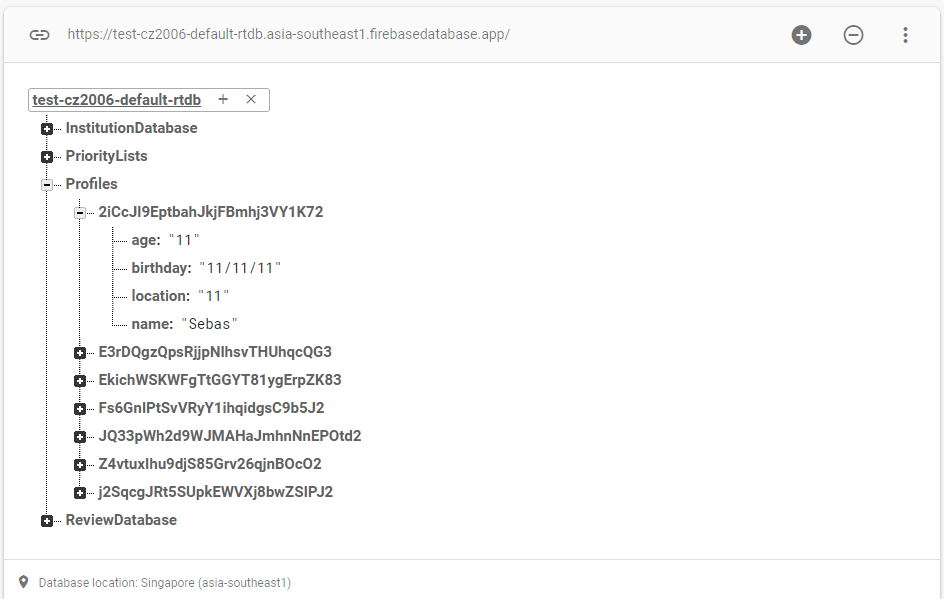 https://test-cz2006-default-rtdb.asia-southeast1.firebasedatabase.app/
test-cz2006-default-rtdb
InstitutionDatabase
PriorityLists
Profiles
2iCcJI9EptbahJkjFBmhj3VY1K72
age: "11"
birthday: "11/11/11"
location: "11"
name: "Sebas"
E3rDQgzQpsRjjpNIhsvTHUhqcQG3
EkichWSKWFgTtGGYT81ygErpZK83
Fs6GnIPtSvVRyY1ihqidgsC9b5J2
JQ33pWh2d9WJMAHaJmhnNnEPOtd2
Z4vtuxIhu9djS85Grv26qjnBOcO2
j2SqcgJRt5SUpkEWVXj8bwZSIPJ2
ReviewDatabase
Database location: Singapore (asia-southeast1)